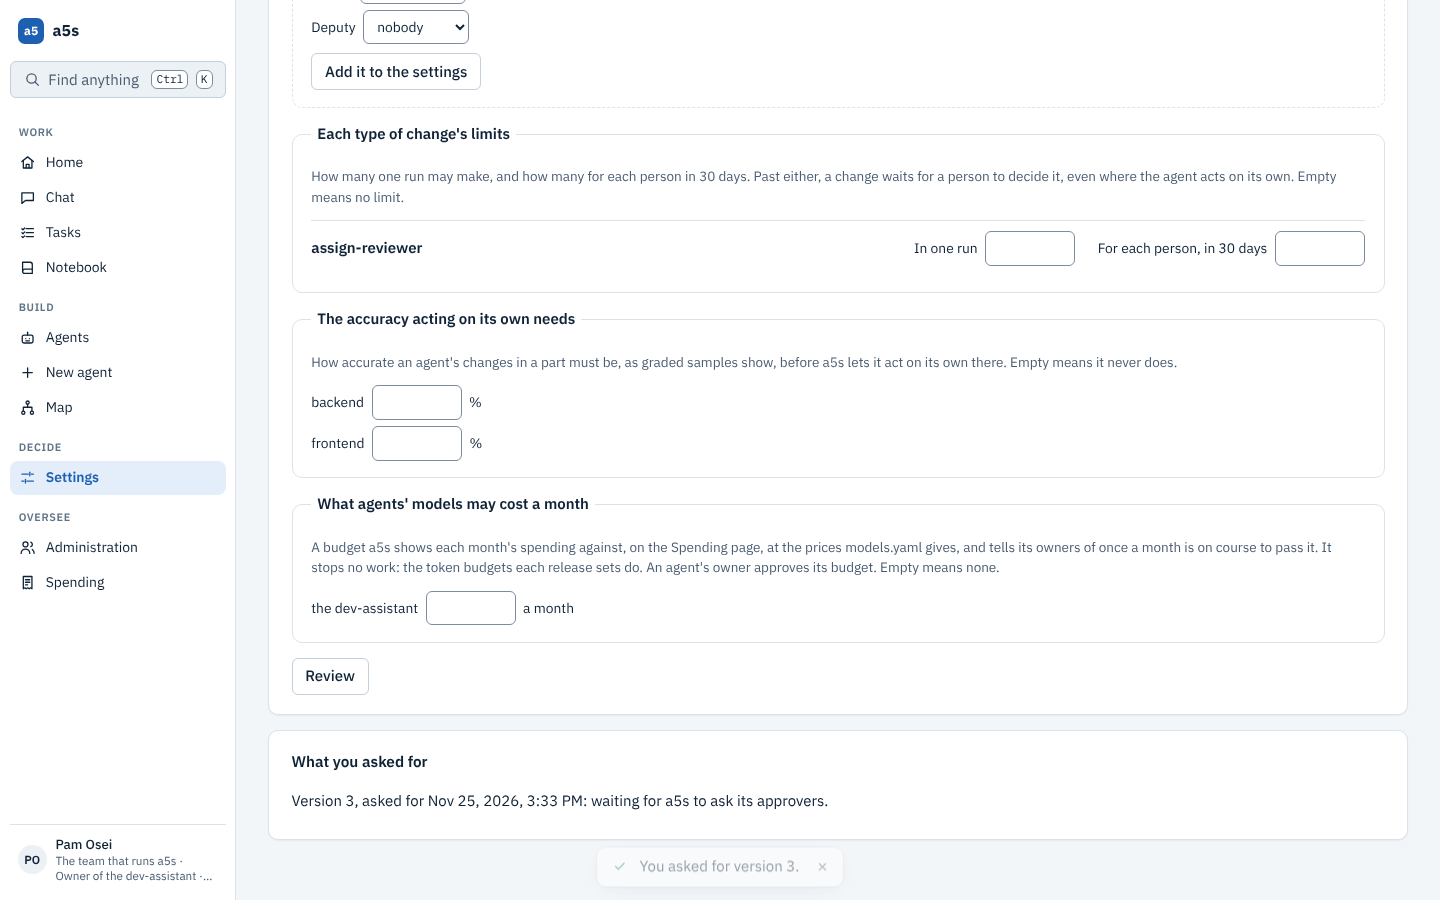 a5 a5s
Find anything Ctrl K
WORK
Home
Chat
Tasks
Notebook
BUILD
Agents
New agent
Map
DECIDE
Settings
OVERSEE
Administration
Spending
PO Pam Osei
The team that runs a5s ·
Owner of the dev-assistant ·...
Deputy nobody
Add it to the settings
Each type of change's limits
How many one run may make, and how many for each person in 30 days. Past either, a change waits for a person to decide it, even where the agent acts on its own. Empty
means no limit.
assign-reviewer In one run For each person, in 30 days
The accuracy acting on its own needs
How accurate an agent's changes in a part must be, as graded samples show, before a5s lets it act on its own there. Empty means it never does.
backend %
frontend %
What agents' models may cost a month
A budget a5s shows each month's spending against, on the Spending page, at the prices models.yaml gives, and tells its owners of once a month is on course to pass it. It
stops no work: the token budgets each release sets do. An agent's owner approves its budget. Empty means none.
the dev-assistant a month
Review
What you asked for
Version 3, asked for Nov 25, 2026, 3:33 PM: waiting for a5s to ask its approvers.
You asked for version 3.